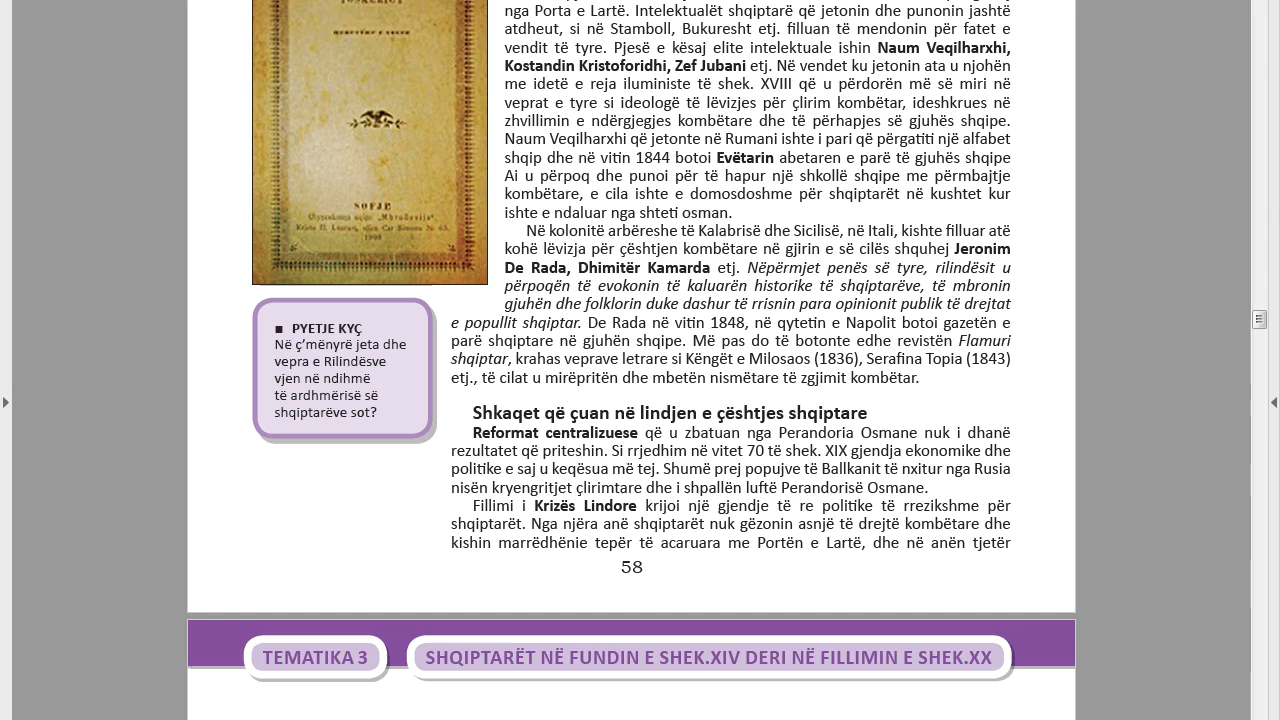 nga Porta e Lartë. Intelektualët shqiptarë që jetonin dhe punonin jashtë
atdheut, si në Stamboll, Bukuresht etj. filluan të mendonin për fatet e
vendit të tyre. Pjesë e kësaj elite intelektuale ishin Naum Veqilharxhi,
Kostandin Kristoforidhi, Zef Jubani etj. Në vendet ku jetonin ata u njohën
me idetë e reja iluministe të shek. XVIII që u përdorën më së miri në
veprat e tyre si ideologë të lëvizjes për çlirim kombëtar, ideshkrues në
zhvillimin e ndërgjegjes kombëtare dhe të përhapjes së gjuhës shqipe.
Naum Veqilharxhi që jetonte në Rumani ishte i pari që përgatiti një alfabet
shqip dhe në vitin 1844 botoi Evëtarin abetaren e parë të gjuhës shqipe
Ai u përpoq dhe punoi për të hapur një shkollë shqipe me përmbajtje
kombëtare, e cila ishte e domosdoshme për shqiptarët në kushtet kur
ishte e ndaluar nga shteti osman.
Në kolonitë arbëreshe të Kalabrisë dhe Sicilisë, në Itali, kishte filluar atë
kohë lëvizja për çështjen kombëtare në gjirin e së cilës shquhej Jeronim
De Rada, Dhimitër Kamarda etj. Nëpërmjet penës së tyre, rilindësit u
përpoqën të evokonin të kaluarën historike të shqiptarëve, të mbronin
gjuhën dhe folklorin duke dashur të rrisnin para opinionit publik të drejtat
e popullit shqiptar. De Rada në vitin 1848, në qytetin e Napolit botoi gazetën e
parë shqiptare në gjuhën shqipe. Më pas do të botonte edhe revistën Flamuri
shqiptar, krahas veprave letrare si Këngët e Milosaos (1836), Serafina Topia (1843)
etj., të cilat u mirëpritën dhe mbetën nismëtare të zgjimit kombëtar.
SOFJE
1900
■ PYETJE KYÇ
Në ç’mënyrë jeta dhe
vepra e Rilindësve
vjen në ndihmë
të ardhmërisë së
shqiptarëve sot?
Shkaqet që çuan në lindjen e çështjes shqiptare
Reformat centralizuese që u zbatuan nga Perandoria Osmane nuk i dhanë
rezultatet që priteshin. Si rrjedhim në vitet 70 të shek. XIX gjendja ekonomike dhe
politike e saj u keqësua më tej. Shumë prej popujve të Ballkanit të nxitur nga Rusia
nisën kryengritjet çlirimtare dhe i shpallën luftë Perandorisë Osmane.
Fillimi i Krizës Lindore krijoi një gjendje të re politike të rrezikshme për
shqiptarët. Nga njëra anë shqiptarët nuk gëzonin asnjë të drejtë kombëtare dhe
kishin marrëdhënie tepër të acaruara me Portën e Lartë, dhe në anën tjetër
58
TEMATIKA 3
SHQIPTARËT NË FUNDIN E SHEK.XIV DERI NË FILLIMIN E SHEK.XX